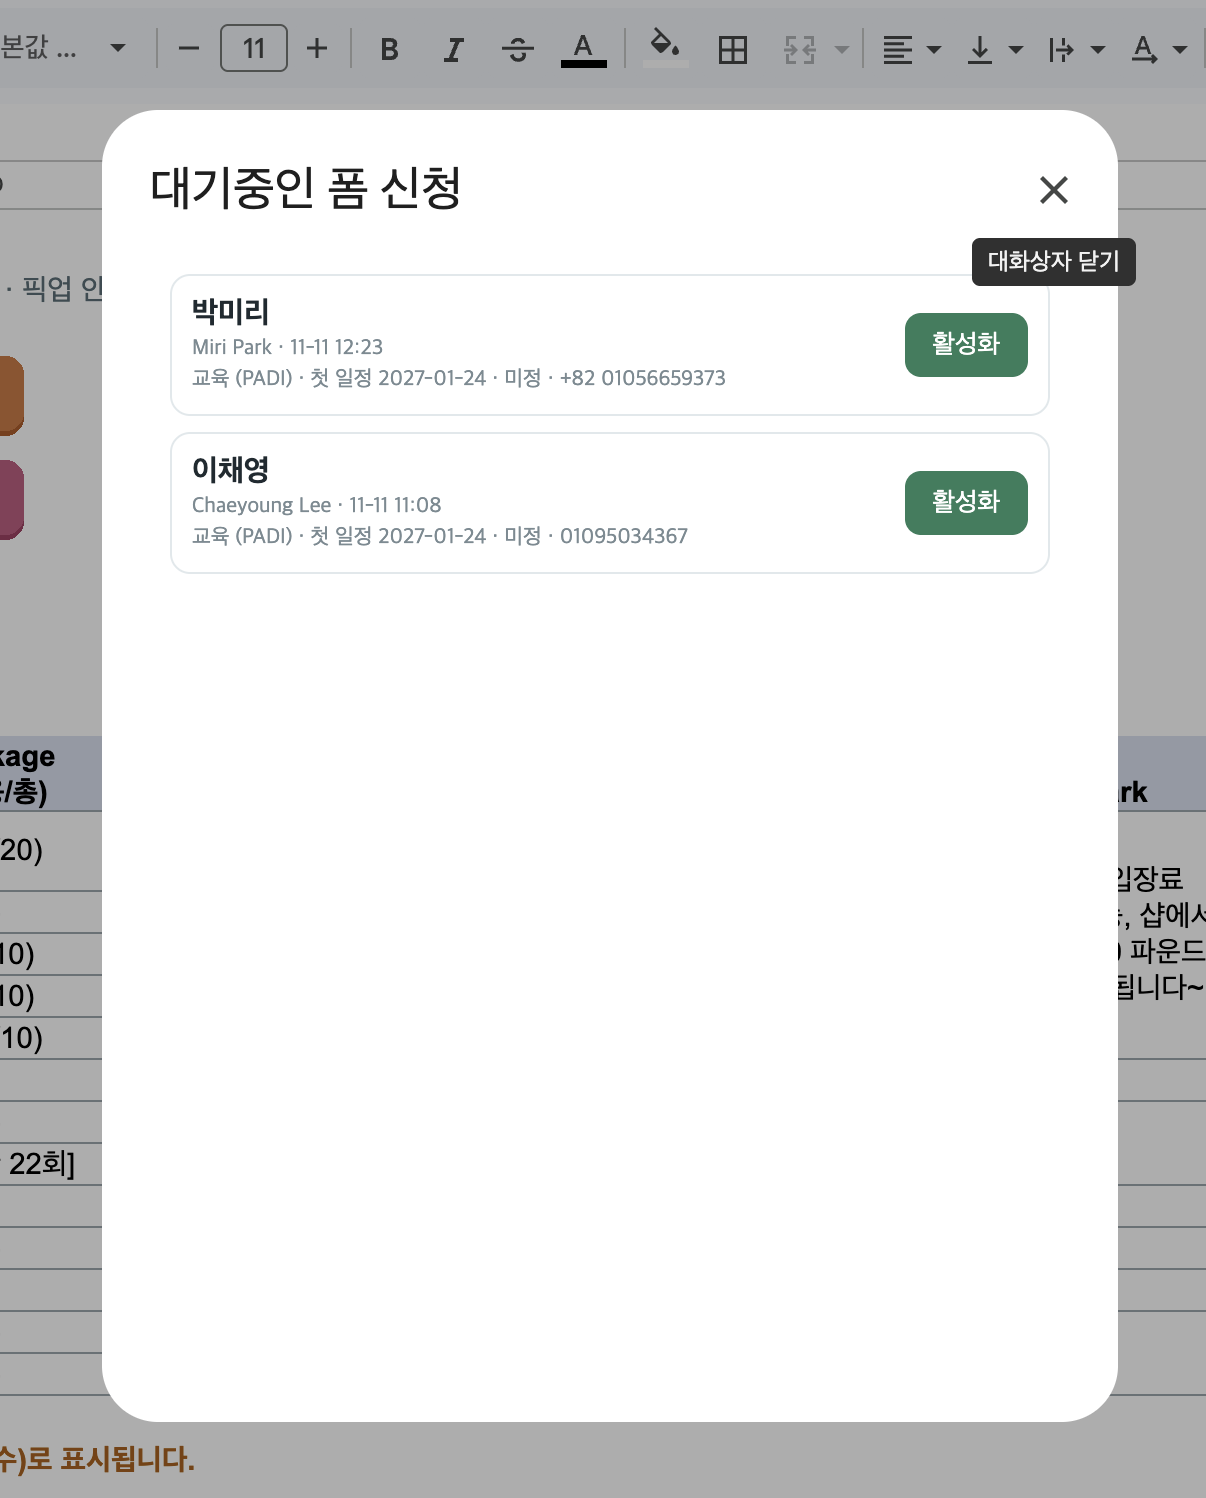 본값 ...
11
B
I
S
A
A
대기중인 폼 신청
· 픽업 인
대화상자 닫기
박미리
Miri Park · 11-11 12:23
교육 (PADI) · 첫 일정 2027-01-24 · 미정 · +82 01056659373
활성화
이채영
Chaeyoung Lee · 11-11 11:08
교육 (PADI) · 첫 일정 2027-01-24 · 미정 · 01095034367
활성화
kage
/총)
rk
20)
입장료
, 샵에서
10)
) 파운드
10)
됩니다~
10)
22회]
수)로 표시됩니다.